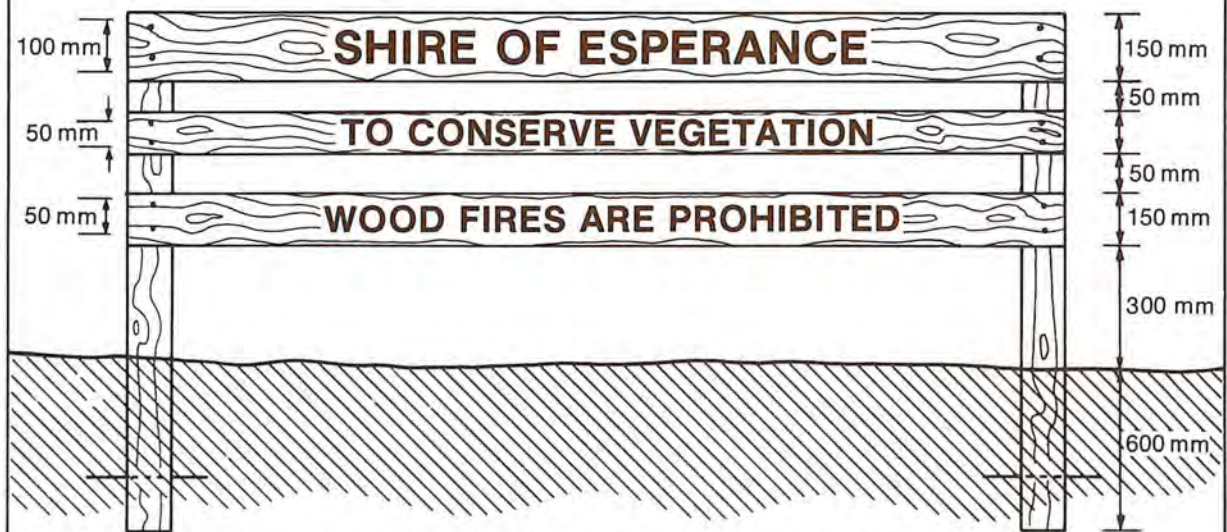 100 mm
SHIRE OF ESPERANCE
150 mm
50 mm
50 mm
TO CONSERVE VEGETATION
50 mm
50 mm
WOOD FIRES ARE PROHIBITED
150 mm
300 mm
600 mm